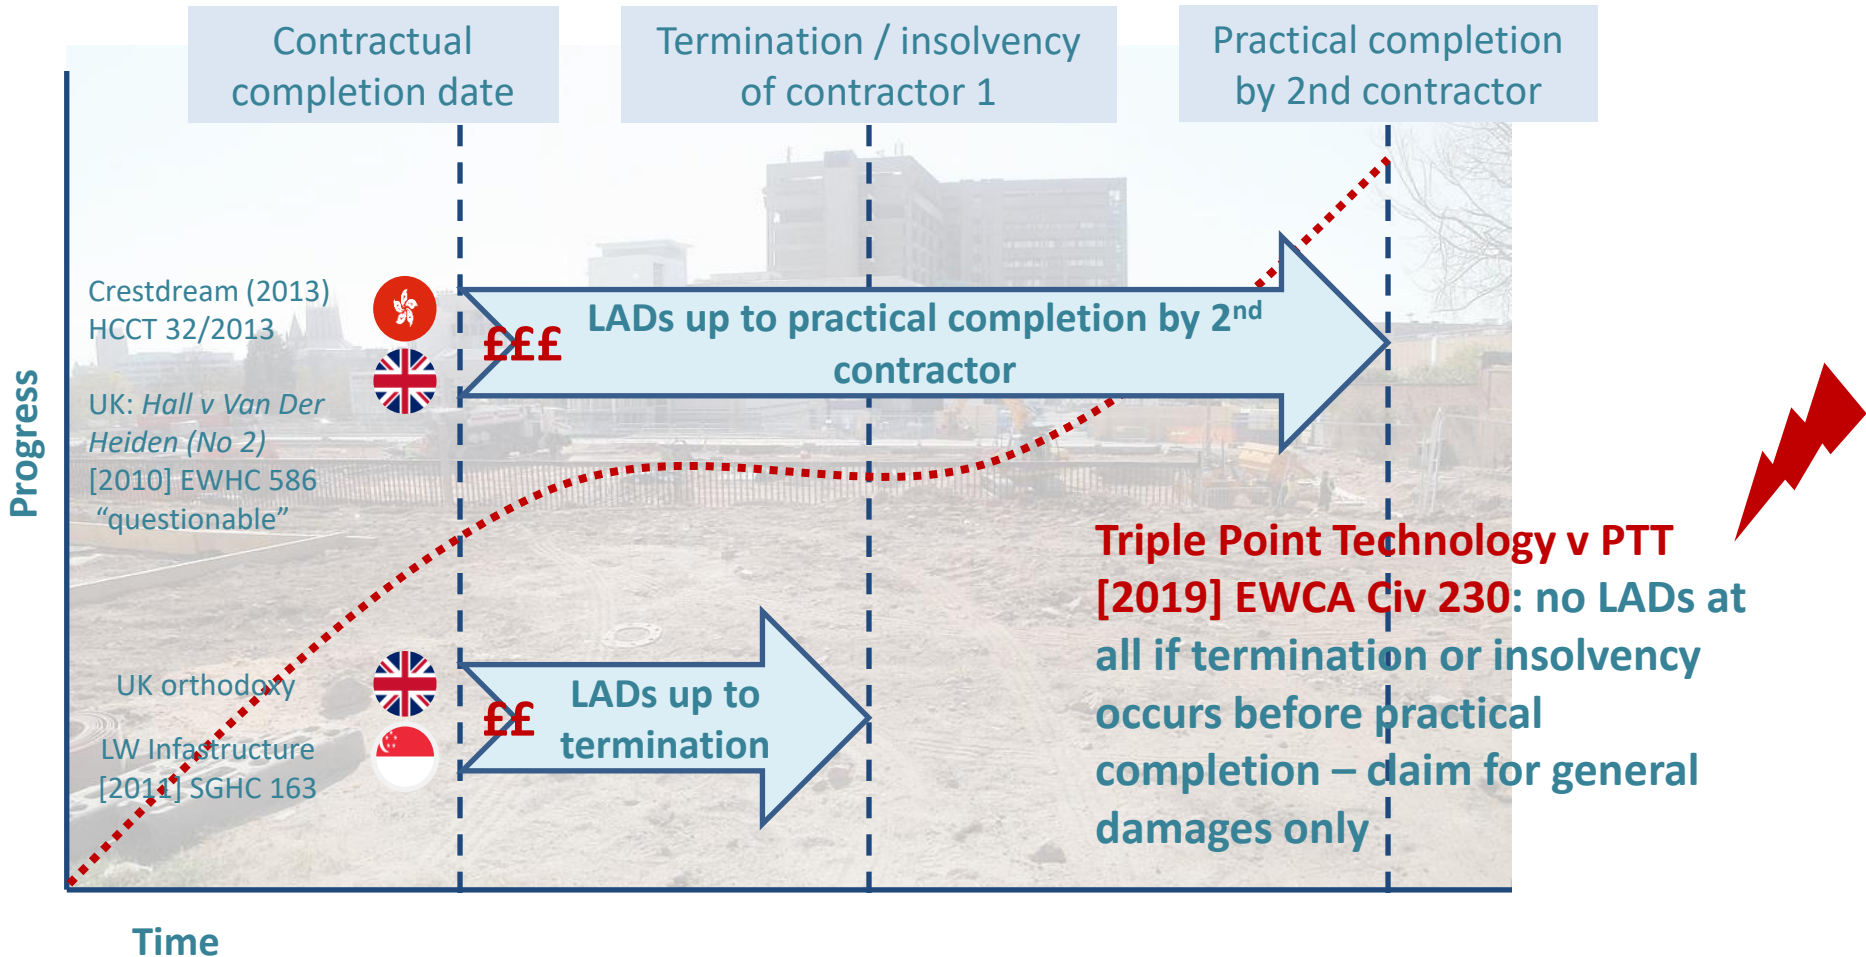 Contractual
completion date
Termination / insolvency
of contractor 1
Practical completion
by 2nd contractor
Progress
Crestdream (2013)
HCCT 32/2013
UK: Hall v Van Der
Heiden (No 2)
[2010] EWHC 586
“questionable”
£££
LADs up to practical completion by 2nd
contractor
UK orthodoxy
LW Infastructure
[2011] SGHC 163
££
LADs up to
termination
Triple Point Technology v PTT
[2019] EWCA Civ 230: no LADs at
all if termination or insolvency
occurs before practical
completion – claim for general
damages only
Time